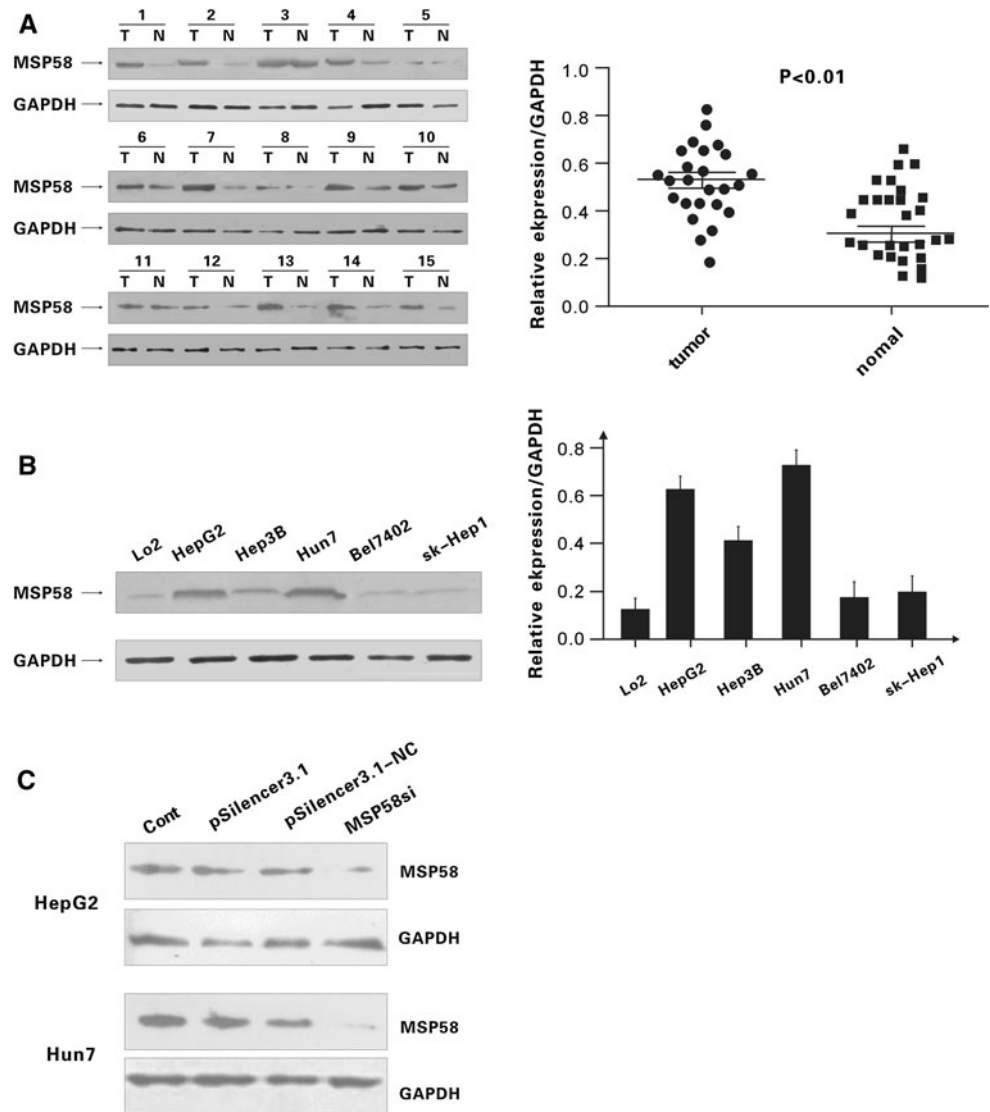 A
1 2 3 4 5
T N T N T N T N T N
MSP58
GAPDH
6 7 8 9 10
T N T N T N T N T N
MSP58
GAPDH
11 12 13 14 15
T N T N T N T N T N
MSP58
GAPDH
Relative ekpression/GAPDH
P<0.01
1.0
0.8
0.6
0.4
0.2
0.0
tumor
nomal
B
Lo2 HepG2 Hep3B Hun7 Bel7402 sk-Hep1
MSP58
GAPDH
Relative ekpression/GAPDH
0.8
0.6
0.4
0.2
0.0
Lo2 HepG2 Hep3B Hun7 Bel7402 sk-Hep1
C
Cont pSilencer3.1 pSilencer3.1-NC MSP58si
HepG2
MSP58
GAPDH
Hun7
MSP58
GAPDH